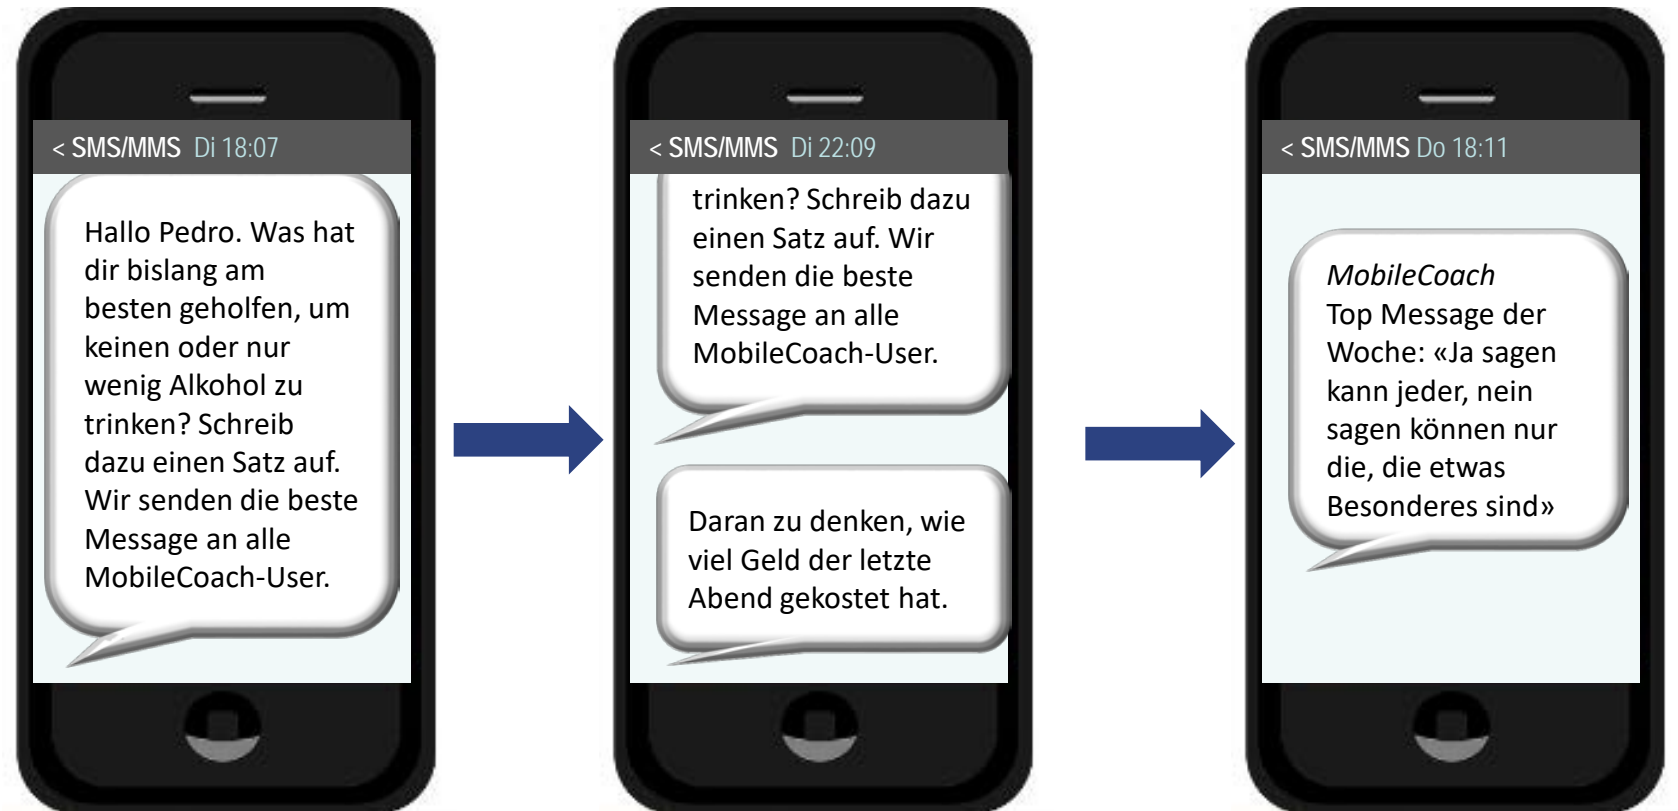 < SMS/MMS Di 18:07
Hallo Pedro. Was hat
dir bislang am
besten geholfen, um
keinen oder nur
wenig Alkohol zu
trinken? Schreib
dazu einen Satz auf.
Wir senden die beste
Message an alle
MobileCoach-User.
< SMS/MMS Di 22:09
trinken? Schreib dazu
einen Satz auf. Wir
senden die beste
Message an alle
MobileCoach-User.
Daran zu denken, wie
viel Geld der letzte
Abend gekostet hat.
< SMS/MMS Do 18:11
MobileCoach
Top Message der
Woche: «Ja sagen
kann jeder, nein
sagen können nur
die, die etwas
Besonderes sind»